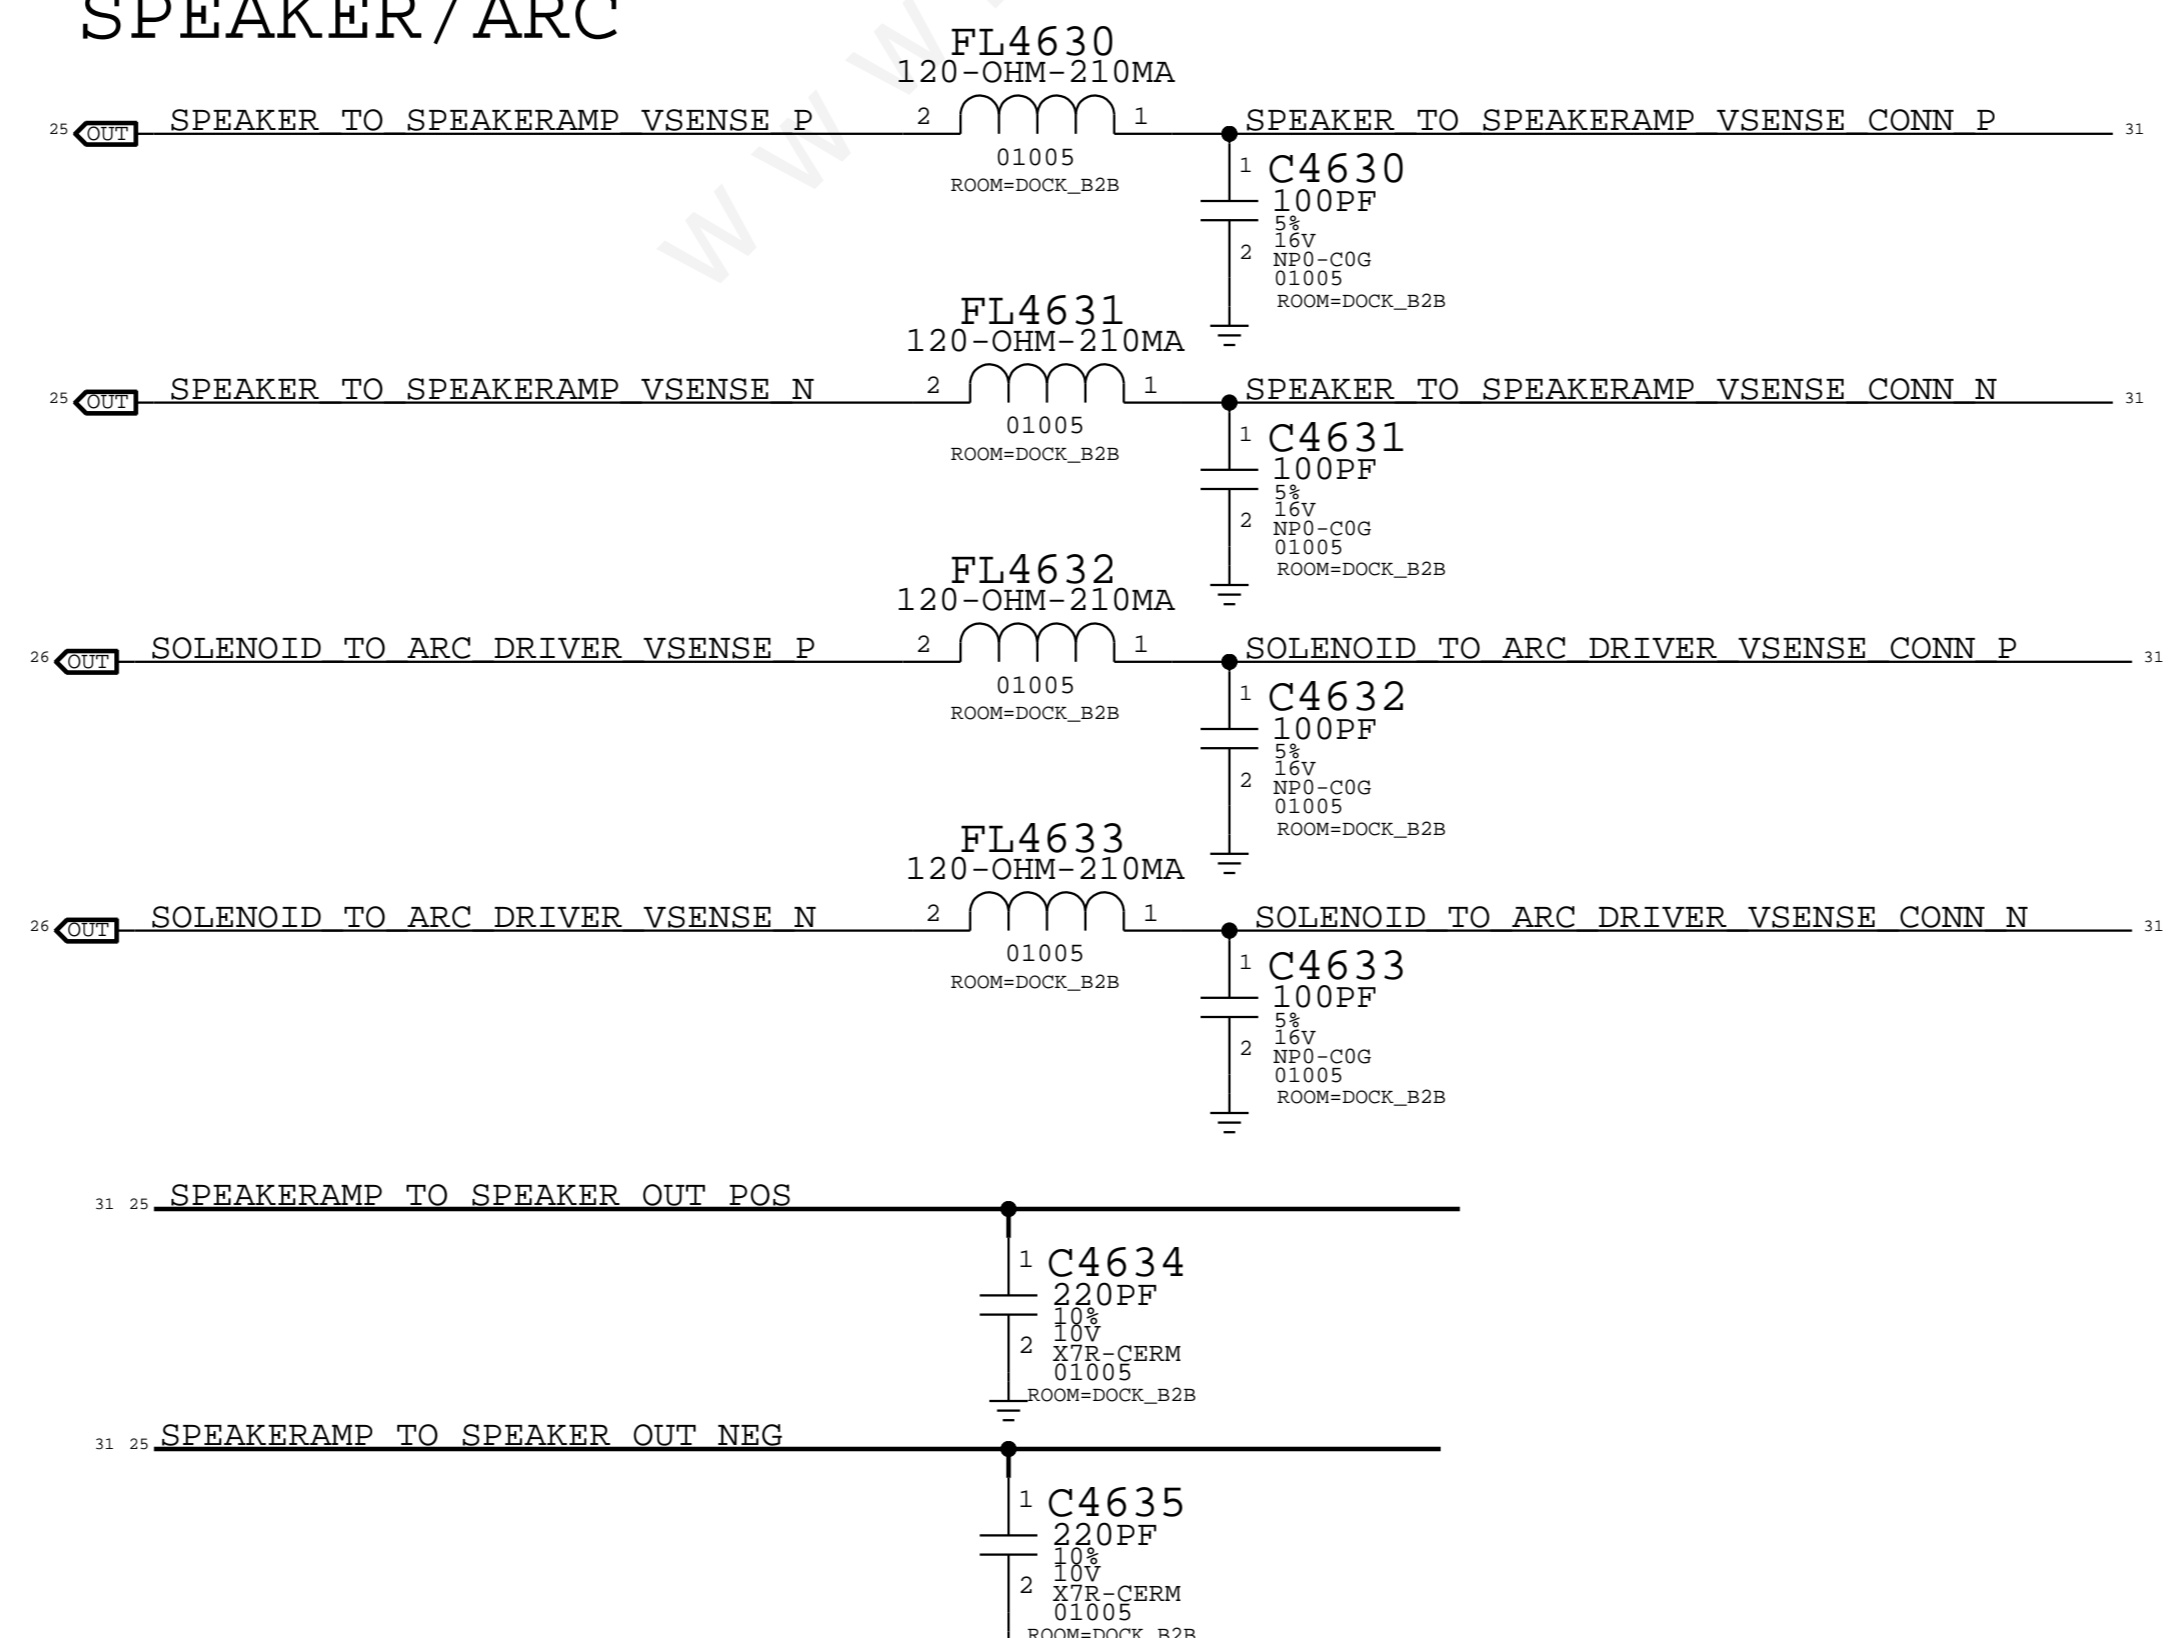 SPEAKER/ARC
FL4630
120-OHM-210MA
25 OUT SPEAKER_TO_SPEAKERAMP_VSENSE_P 2 1 SPEAKER_TO_SPEAKERAMP_VSENSE_CONN_P 31
01005
ROOM=DOCK_B2B
1 C4630
100PF
5%
16V
2 NP0-C0G
01005
ROOM=DOCK_B2B
FL4631
120-OHM-210MA
25 OUT SPEAKER_TO_SPEAKERAMP_VSENSE_N 2 1 SPEAKER_TO_SPEAKERAMP_VSENSE_CONN_N 31
01005
ROOM=DOCK_B2B
1 C4631
100PF
5%
16V
2 NP0-C0G
01005
ROOM=DOCK_B2B
FL4632
120-OHM-210MA
26 OUT SOLENOID_TO_ARC_DRIVER_VSENSE_P 2 1 SOLENOID_TO_ARC_DRIVER_VSENSE_CONN_P 31
01005
ROOM=DOCK_B2B
1 C4632
100PF
5%
16V
2 NP0-C0G
01005
ROOM=DOCK_B2B
FL4633
120-OHM-210MA
26 OUT SOLENOID_TO_ARC_DRIVER_VSENSE_N 2 1 SOLENOID_TO_ARC_DRIVER_VSENSE_CONN_N 31
01005
ROOM=DOCK_B2B
1 C4633
100PF
5%
16V
2 NP0-C0G
01005
ROOM=DOCK_B2B
31 25 SPEAKERAMP_TO_SPEAKER_OUT_POS
1 C4634
220PF
10%
10V
2 X7R-CERM
01005
ROOM=DOCK_B2B
31 25 SPEAKERAMP_TO_SPEAKER_OUT_NEG
1 C4635
220PF
10%
10V
2 X7R-CERM
01005
ROOM=DOCK_B2B
www